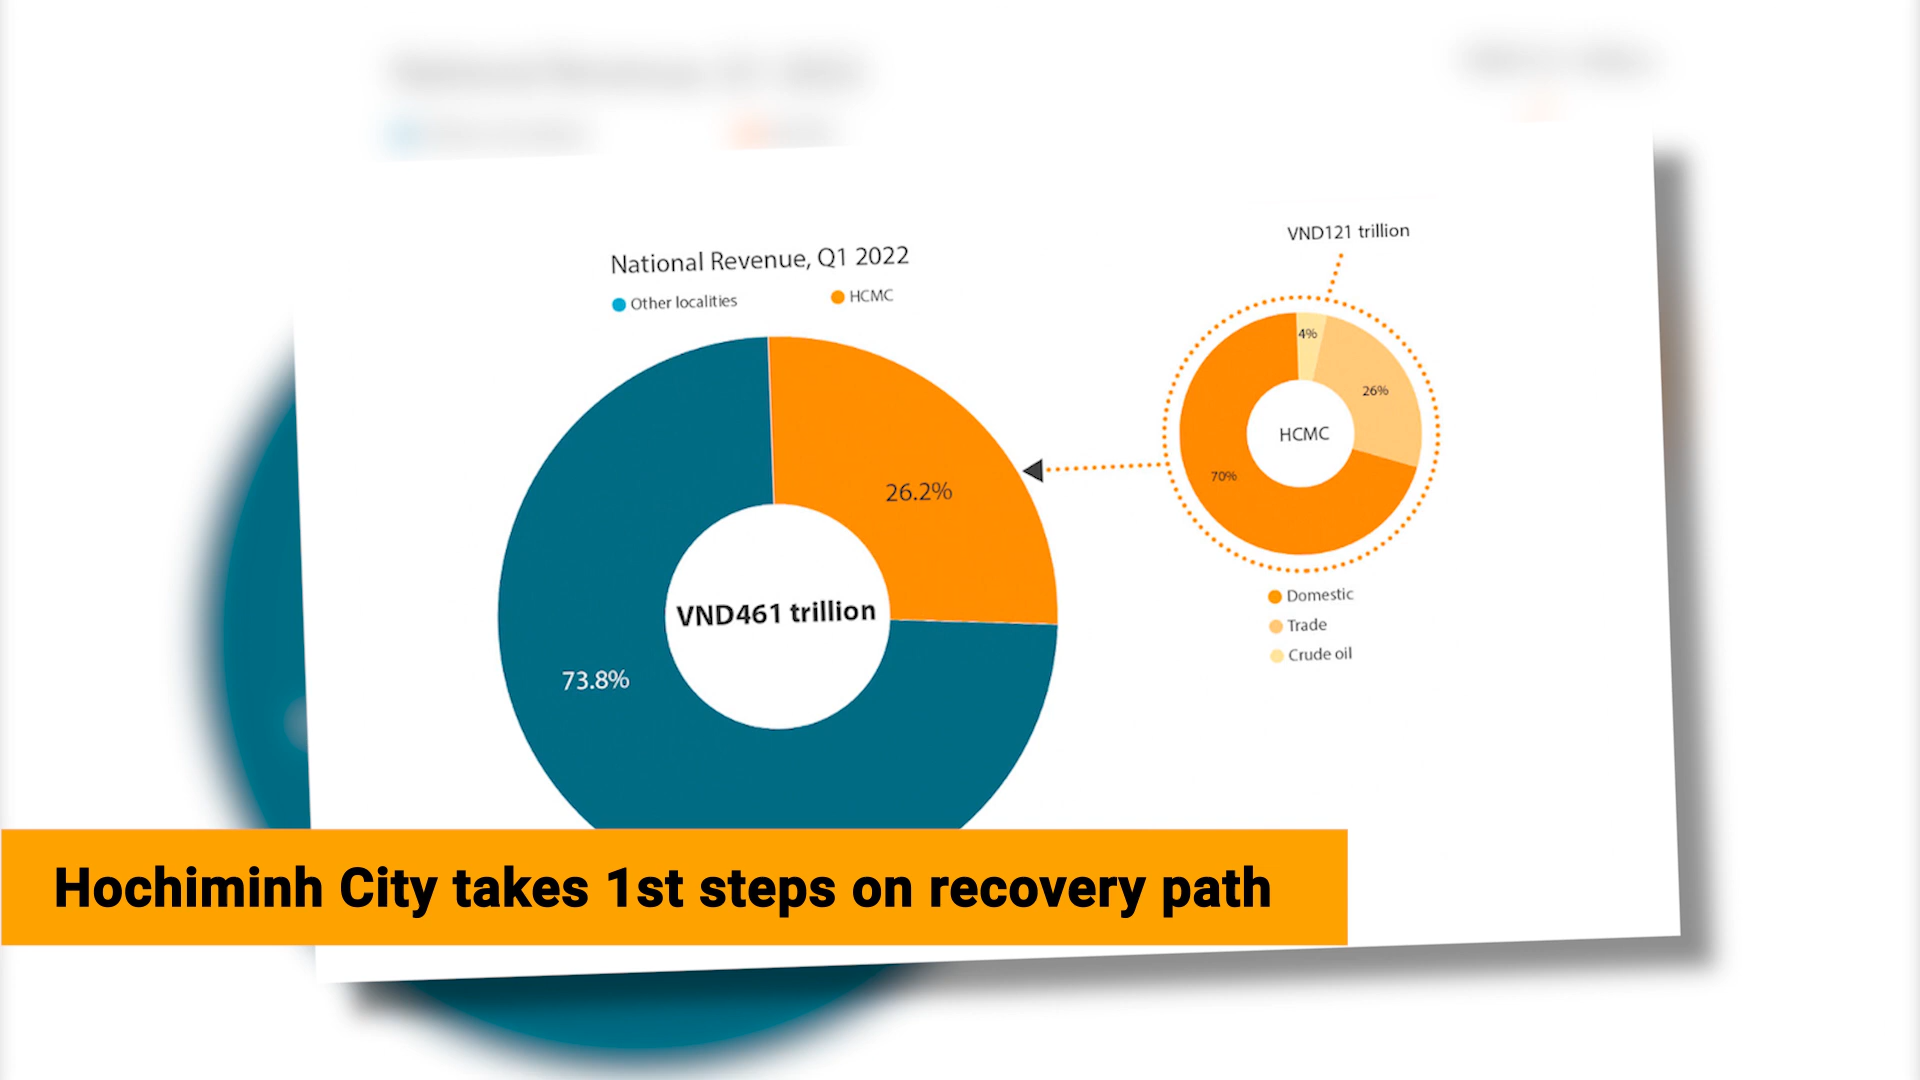 National Revenue, Q1 2022
Other localities
HCMC
26.2%
VND461 trillion
73.8%
VND121 trillion
4%
26%
HCMC
70%
Domestic
Trade
Crude oil
Hochiminh City takes 1st steps on recovery path